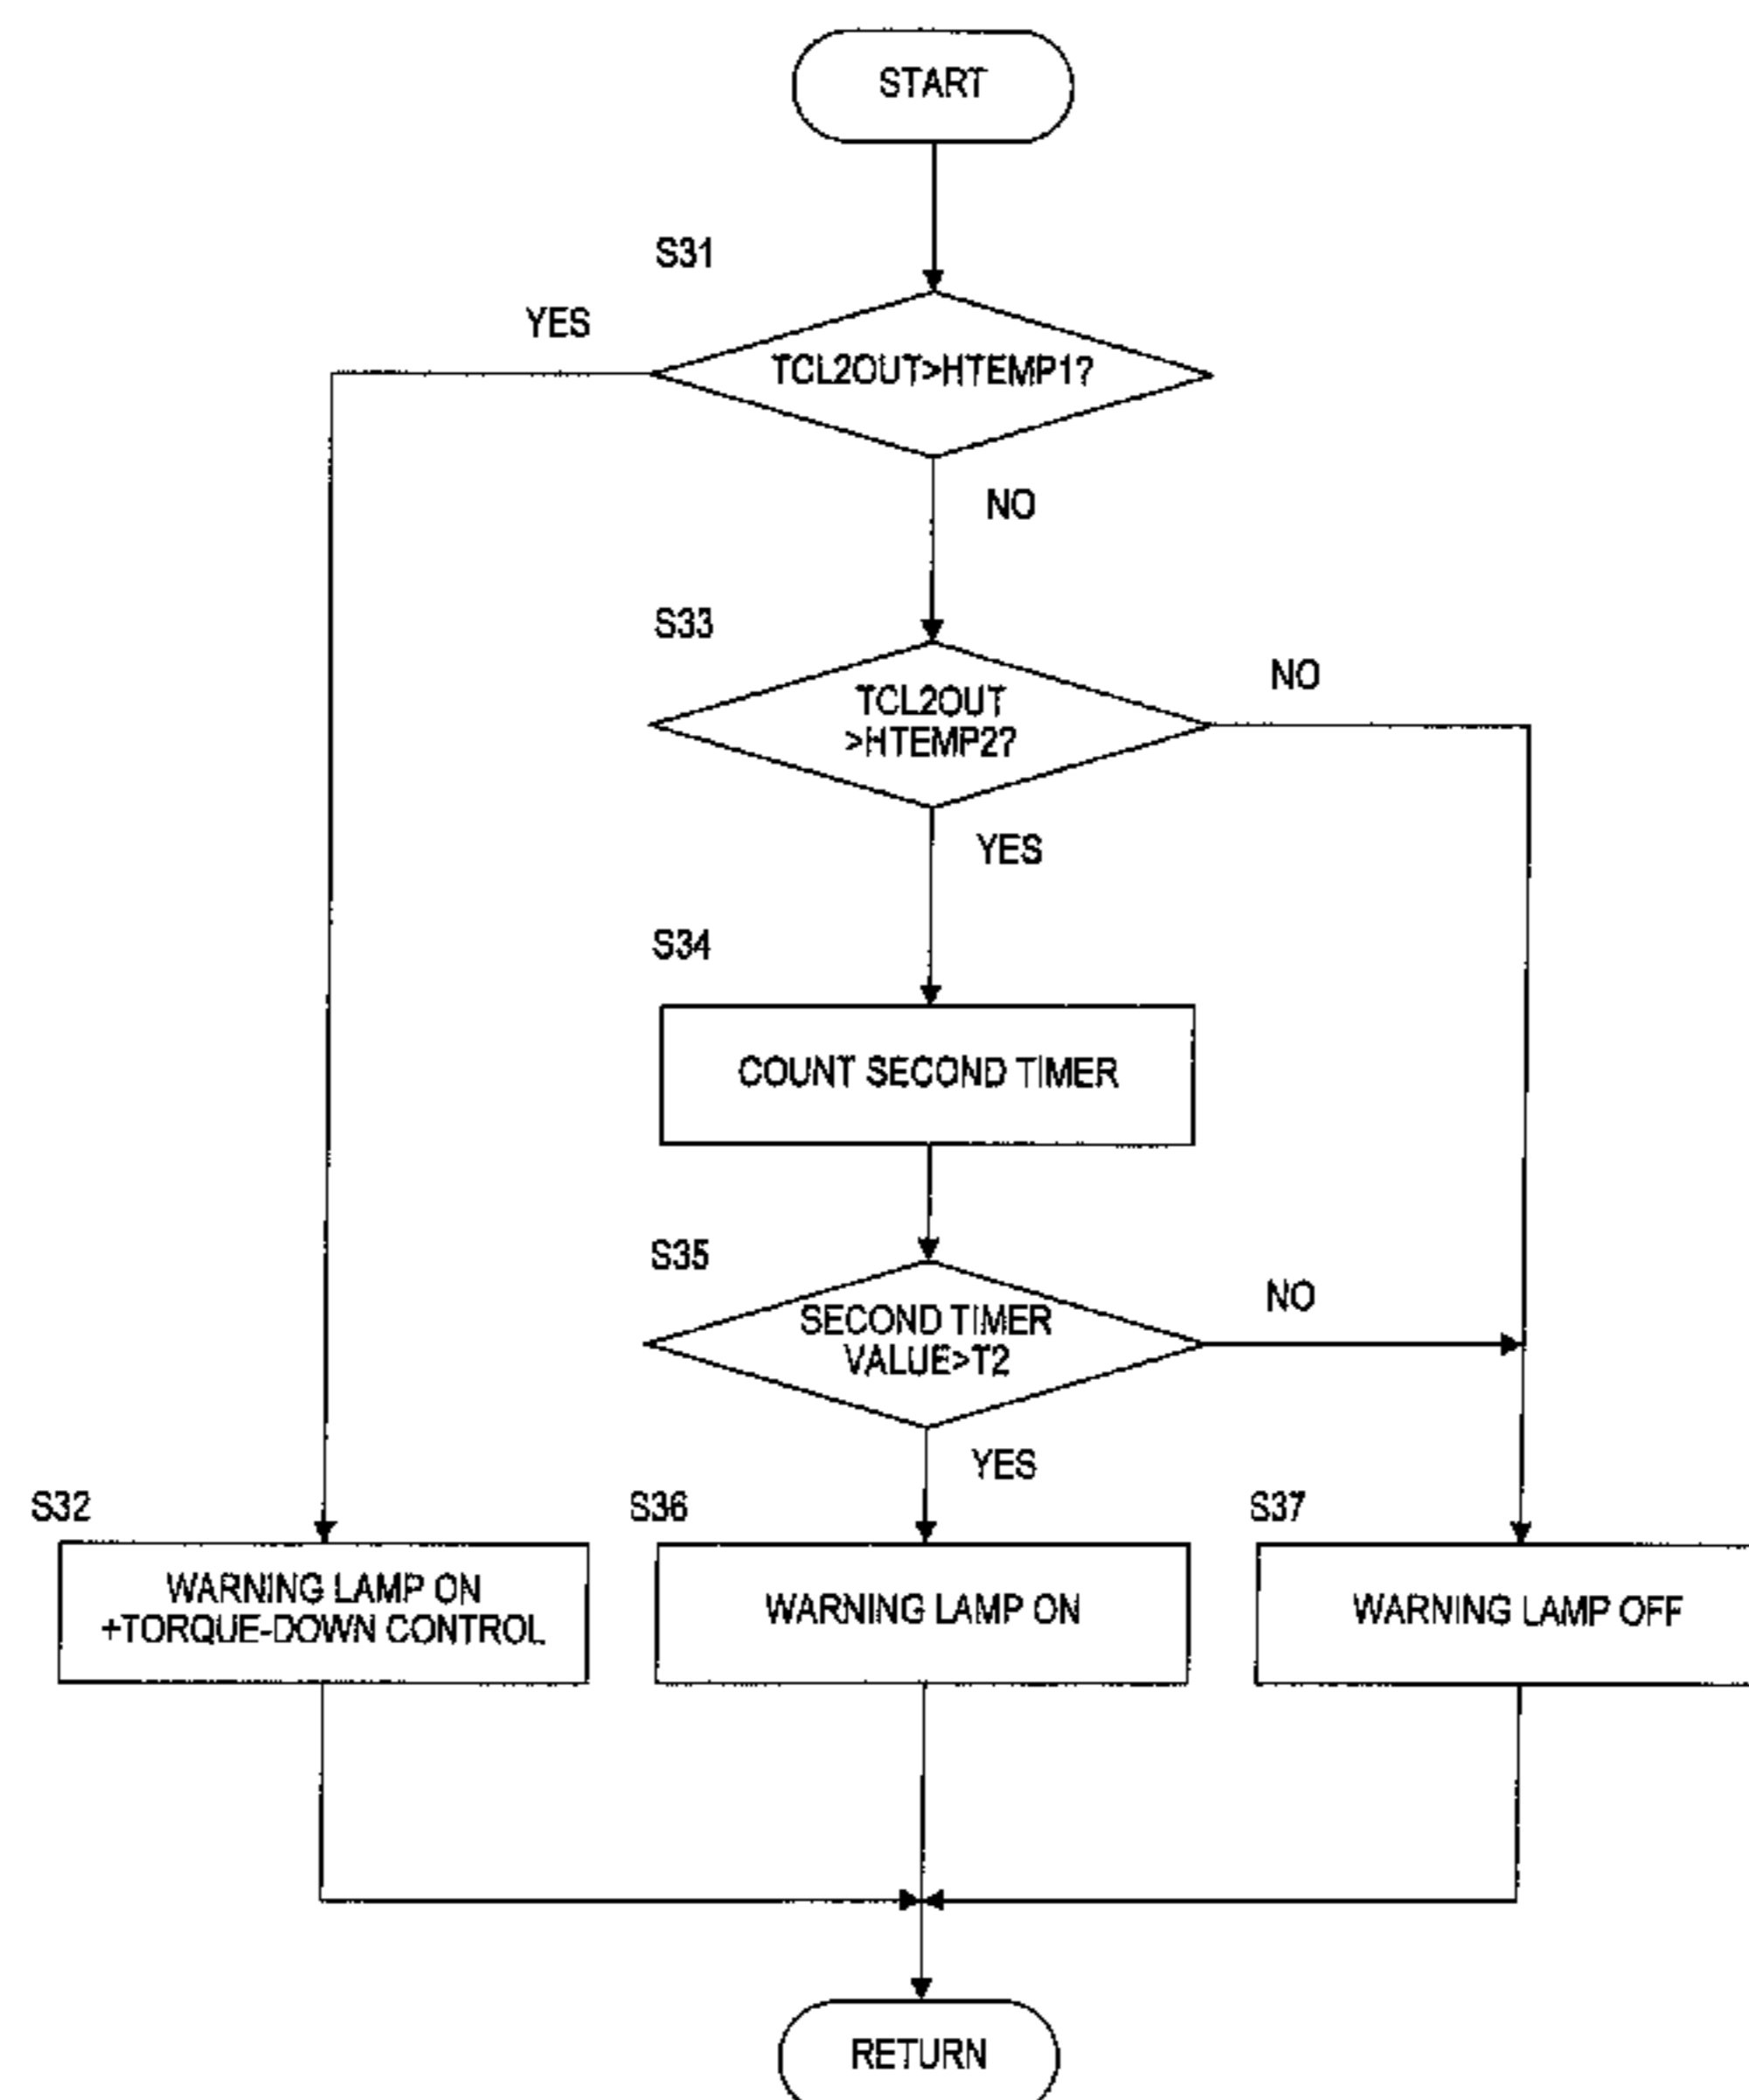 START
S31
YES
TCL2OUT>HTEMP1?
NO
S33
NO
TCL2OUT
>HTEMP2?
YES
S34
COUNT SECOND TIMER
S35
NO
SECOND TIMER
VALUE>T2
YES
S32
S36
S37
WARNING LAMP ON
+TORQUE-DOWN CONTROL
WARNING LAMP ON
WARNING LAMP OFF
RETURN